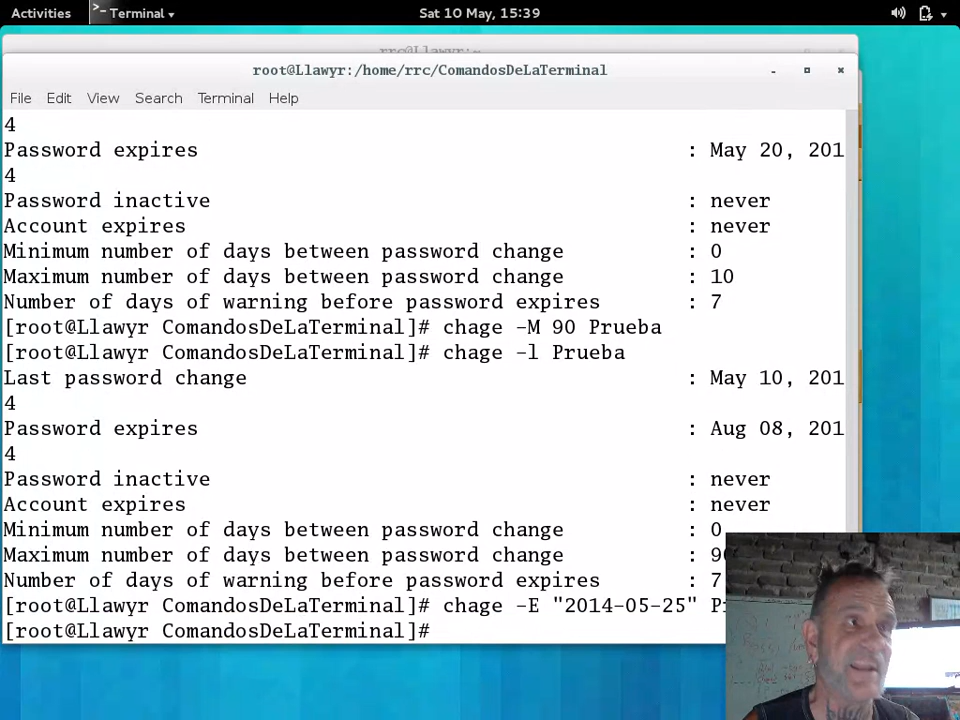 Activities
Terminal
Sat 10 May, 15:39
rrc@Llawyr:~
root@Llawyr:/home/rrc/ComandosDeLaTerminal
File Edit View Search Terminal Help
4
Password expires : May 20, 201
4
Password inactive : never
Account expires : never
Minimum number of days between password change : 0
Maximum number of days between password change : 10
Number of days of warning before password expires : 7
[root@Llawyr ComandosDeLaTerminal]# chage -M 90 Prueba
[root@Llawyr ComandosDeLaTerminal]# chage -l Prueba
Last password change : May 10, 201
4
Password expires : Aug 08, 201
4
Password inactive : never
Account expires : never
Minimum number of days between password change : 0
Maximum number of days between password change : 9
Number of days of warning before password expires : 7
[root@Llawyr ComandosDeLaTerminal]# chage -E "2014-05-25" P
[root@Llawyr ComandosDeLaTerminal]#